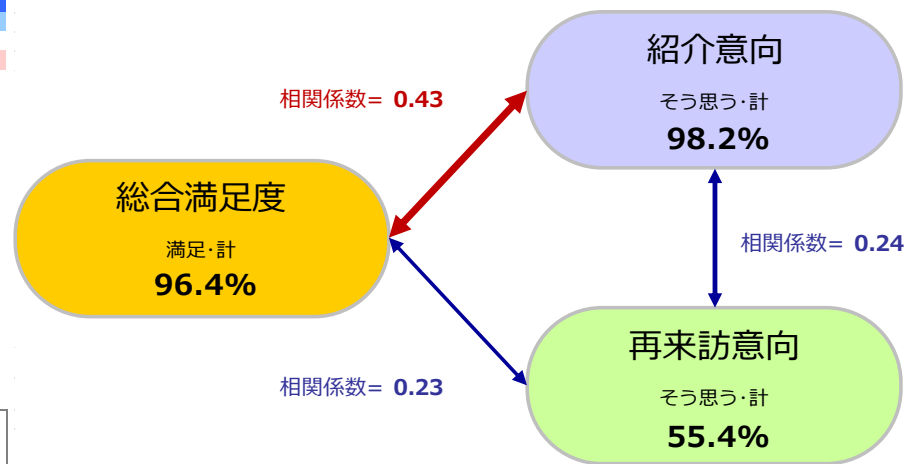 紹介意向
そう思う･計
98.2%
相関係数= 0.43
総合満足度
満足･計
96.4%
相関係数= 0.24
相関係数= 0.23
再来訪意向
そう思う･計
55.4%